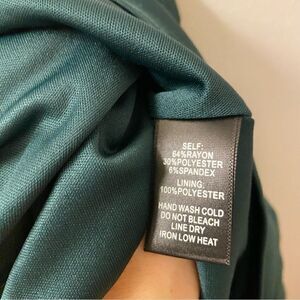 SELF:
64%RAYON
30%POLYESTER
6%SPANDEX
LINING:
100%POLYESTER
HAND WASH COLD
DO NOT BLEACH
LINE DRY
IRON LOW HEAT